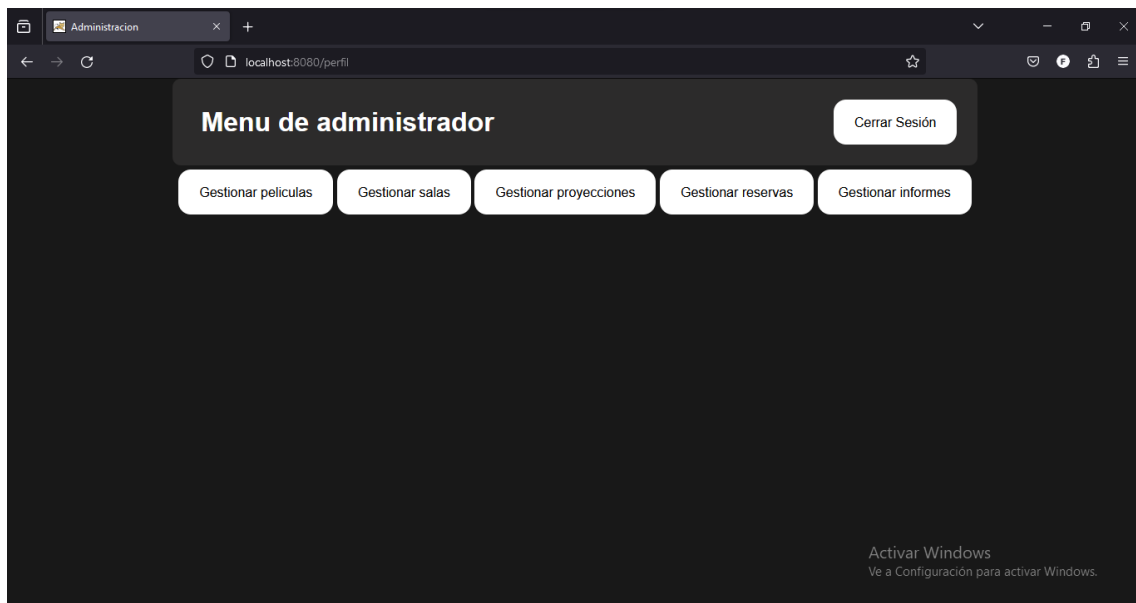 Administracion
localhost:8080/perfil
F
Menu de administrador
Cerrar Sesión
Gestionar peliculas
Gestionar salas
Gestionar proyecciones
Gestionar reservas
Gestionar informes
Activar Windows
Ve a Configuración para activar Windows.